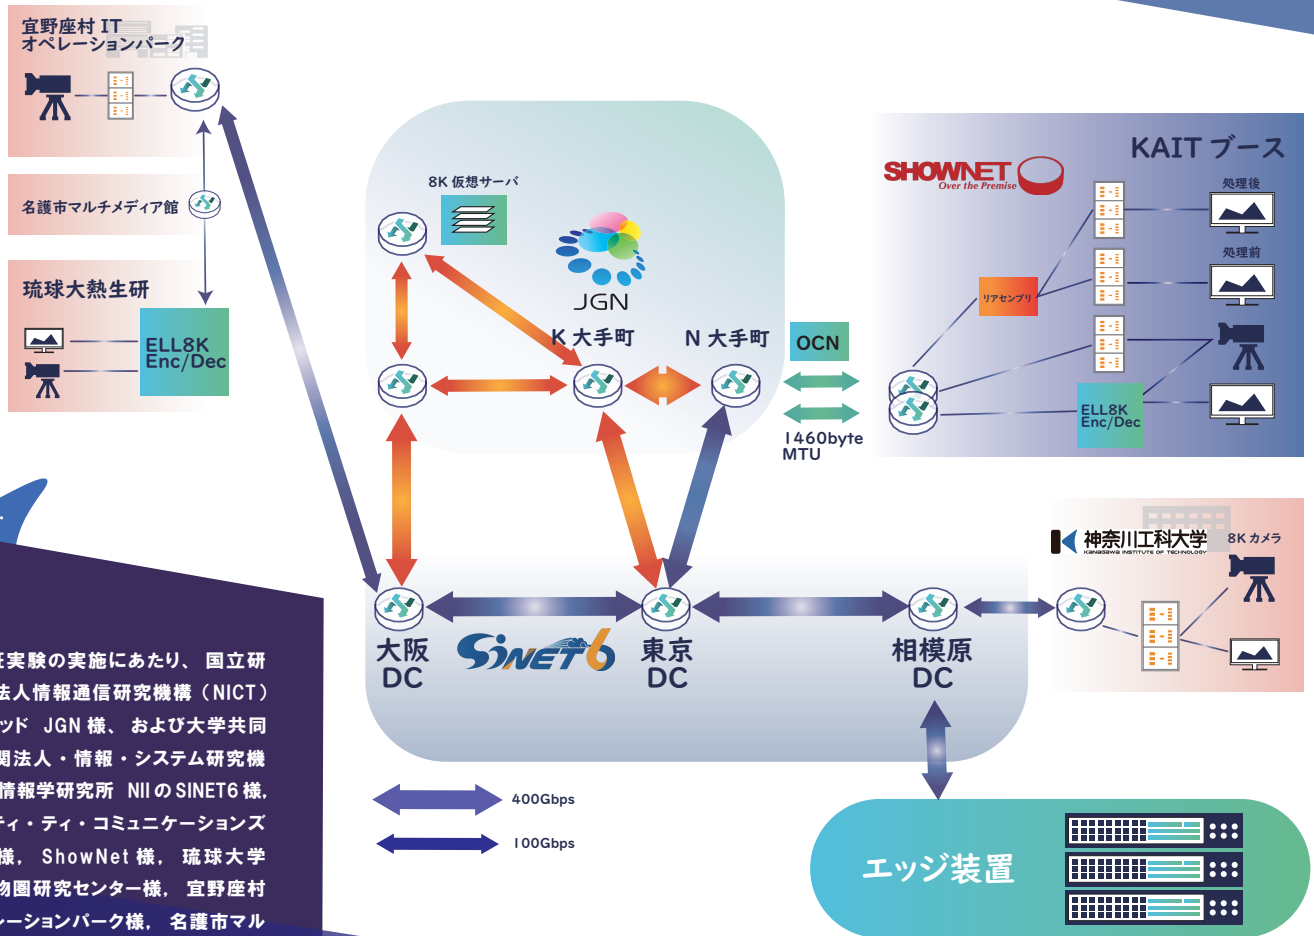 宜野座村 IT
オペレーションパーク
名護市マルチメディア館
琉球大熱生研
ELL8K
Enc/Dec
8K 仮想サーバ
JGN
K 大手町
N 大手町
OCN
1460byte
MTU
SHOWNET
Over the Premise
KAIT ブース
処理後
処理前
リアセンブリ
ELL8K
Enc/Dec
神奈川工科大学
KANAGAWA INSTITUTE OF TECHNOLOGY
8K カメラ
大阪
DC
SINET6
東京
DC
相模原
DC
400Gbps
100Gbps
エッジ装置
証実験の実施にあたり、国立研
法人情報通信研究機構（NICT）
ッド JGN 様、および大学共同
関法人・情報・システム研究機
情報学研究所 NII の SINET6 様,
ティ・ティ・コミュニケーションズ
様, ShowNet 様, 琉球大学
物圏研究センター様, 宜野座村
レーションパーク様, 名護市マル